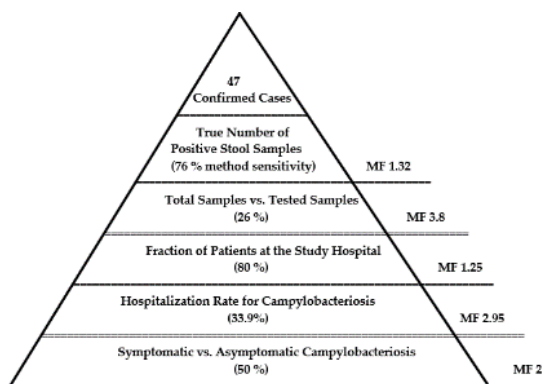 47
Confirmed Cases
True Number of
Positive Stool Samples
(76 % method sensitivity)
MF 1.32
Total Samples vs. Tested Samples
(26 %)
MF 3.8
Fraction of Patients at the Study Hospital
(80 %)
MF 1.25
Hospitalization Rate for Campylobacteriosis
(33.9%)
MF 2.95
Symptomatic vs. Asymptomatic Campylobacteriosis
(50 %)
MF 2